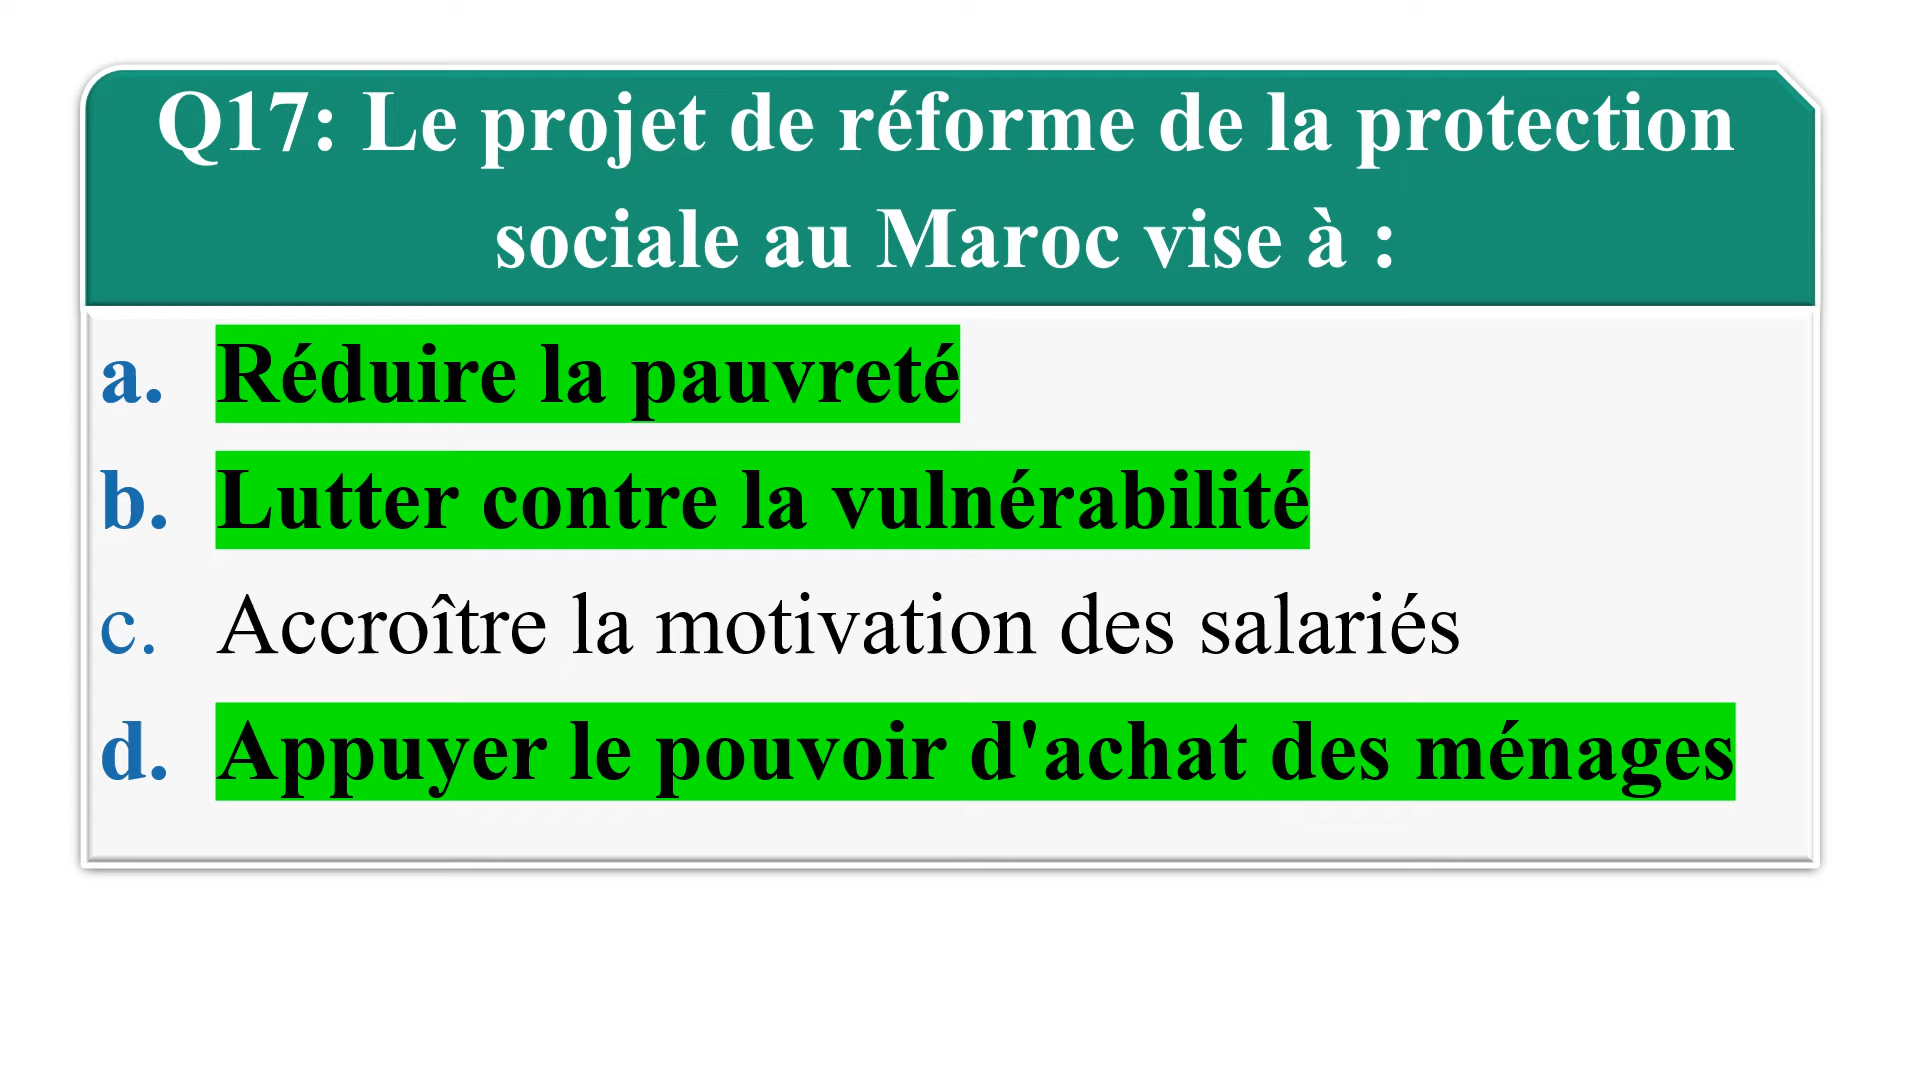 Q17: Le projet de réforme de la protection
sociale au Maroc vise à :
a. Réduire la pauvreté
b. Lutter contre la vulnérabilité
c. Accroître la motivation des salariés
d. Appuyer le pouvoir d'achat des ménages